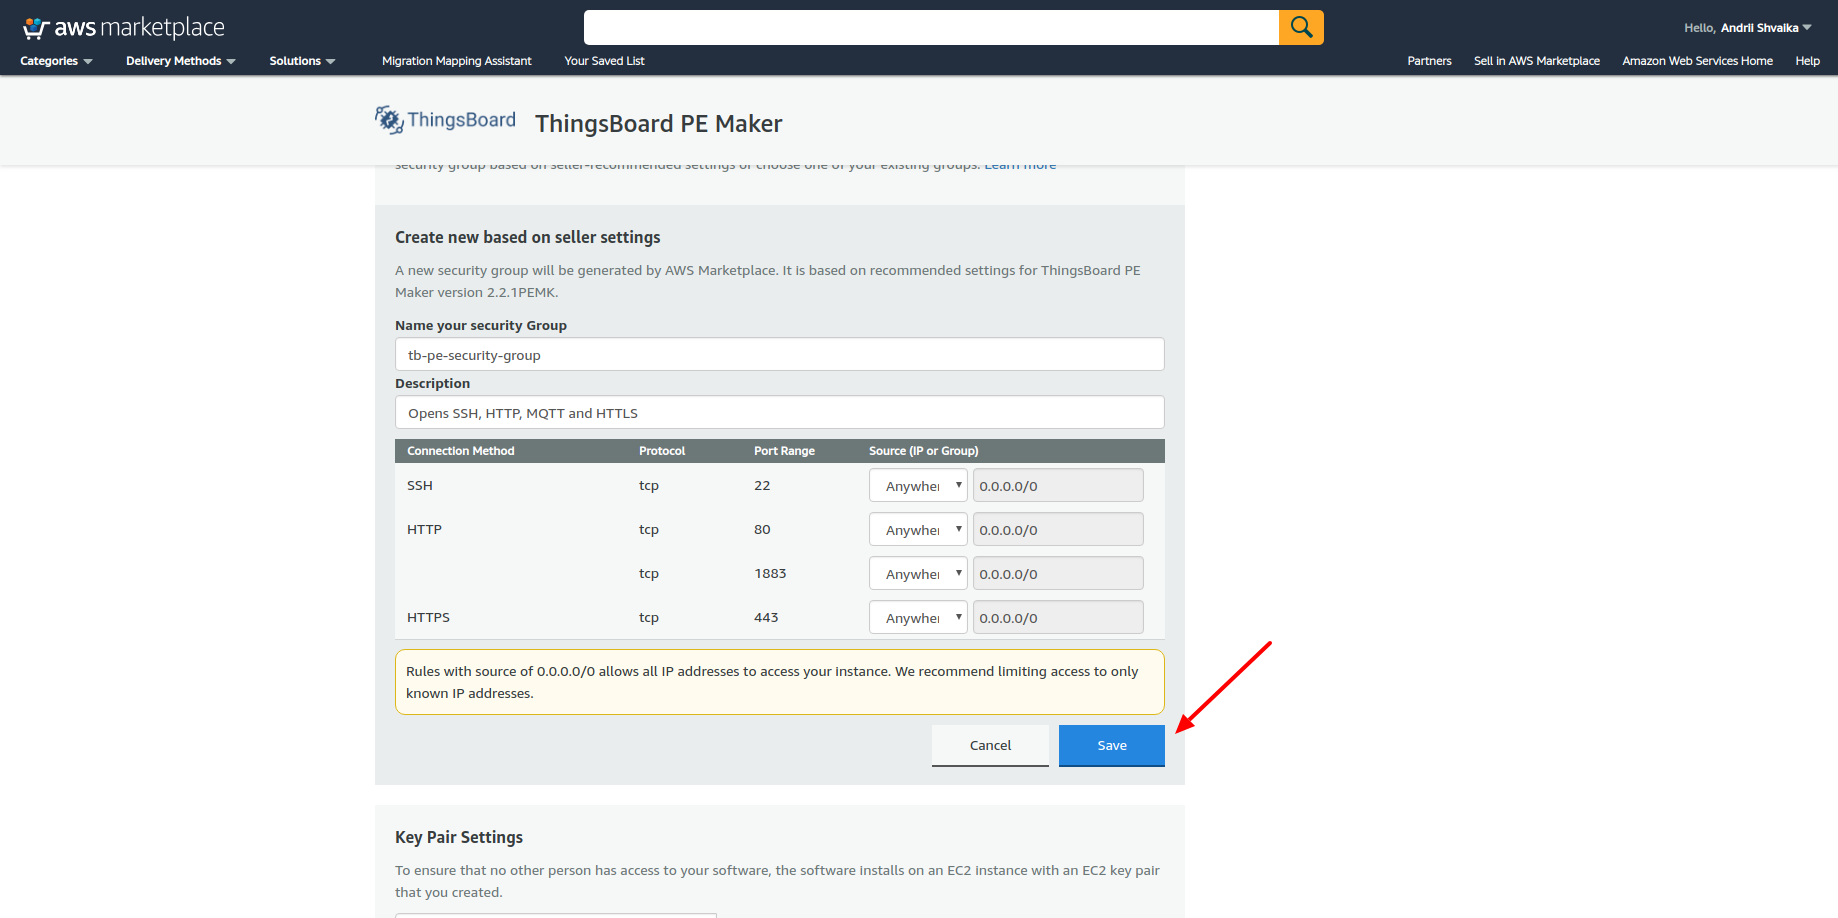 aws marketplace
Hello, Andrii Shvaika
Categories Delivery Methods Solutions Migration Mapping Assistant Your Saved List Partners Sell in AWS Marketplace Amazon Web Services Home Help
ThingsBoard ThingsBoard PE Maker
security group based on seller-recommended settings or choose one of your existing groups. Learn more
Create new based on seller settings
A new security group will be generated by AWS Marketplace. It is based on recommended settings for ThingsBoard PE
Maker version 2.2.1PEMK.
Name your security Group
tb-pe-security-group
Description
Opens SSH, HTTP, MQTT and HTTLS
Connection Method Protocol Port Range Source (IP or Group)
SSH tcp 22 Anywher 0.0.0.0/0
HTTP tcp 80 Anywher 0.0.0.0/0
tcp 1883 Anywher 0.0.0.0/0
HTTPS tcp 443 Anywher 0.0.0.0/0
Rules with source of 0.0.0.0/0 allows all IP addresses to access your instance. We recommend limiting access to only
known IP addresses.
Cancel Save
Key Pair Settings
To ensure that no other person has access to your software, the software installs on an EC2 instance with an EC2 key pair
that you created.